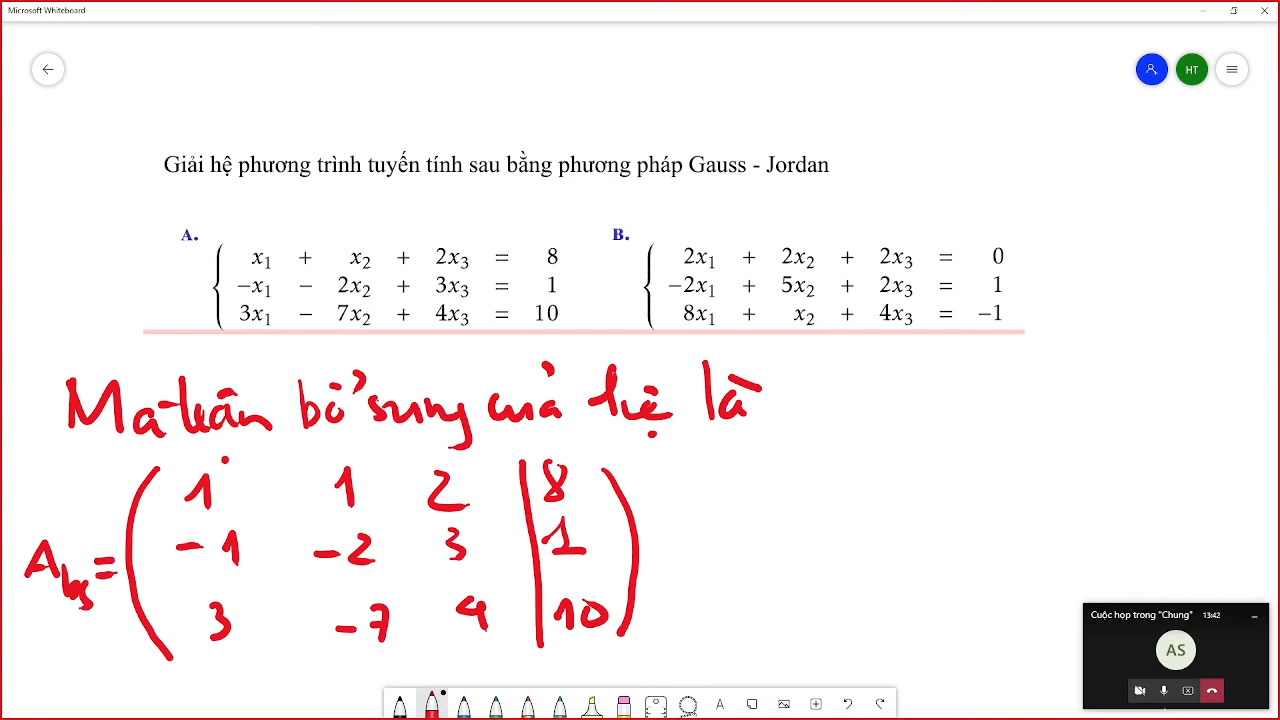 Microsoft Whiteboard
HT
Giải hệ phương trình tuyến tính sau bằng phương pháp Gauss - Jordan
A.
x₁ + x₂ + 2x₃ = 8
−x₁ − 2x₂ + 3x₃ = 1
3x₁ − 7x₂ + 4x₃ = 10
B.
2x₁ + 2x₂ + 2x₃ = 0
−2x₁ + 5x₂ + 2x₃ = 1
8x₁ + x₂ + 4x₃ = −1
Ma trận bổ sung của hệ là
1 1 2 | 8
Abs = -1 -2 3 | 1
3 -7 4 | 10
Cuộc họp trong "Chung" 13:42
AS
A